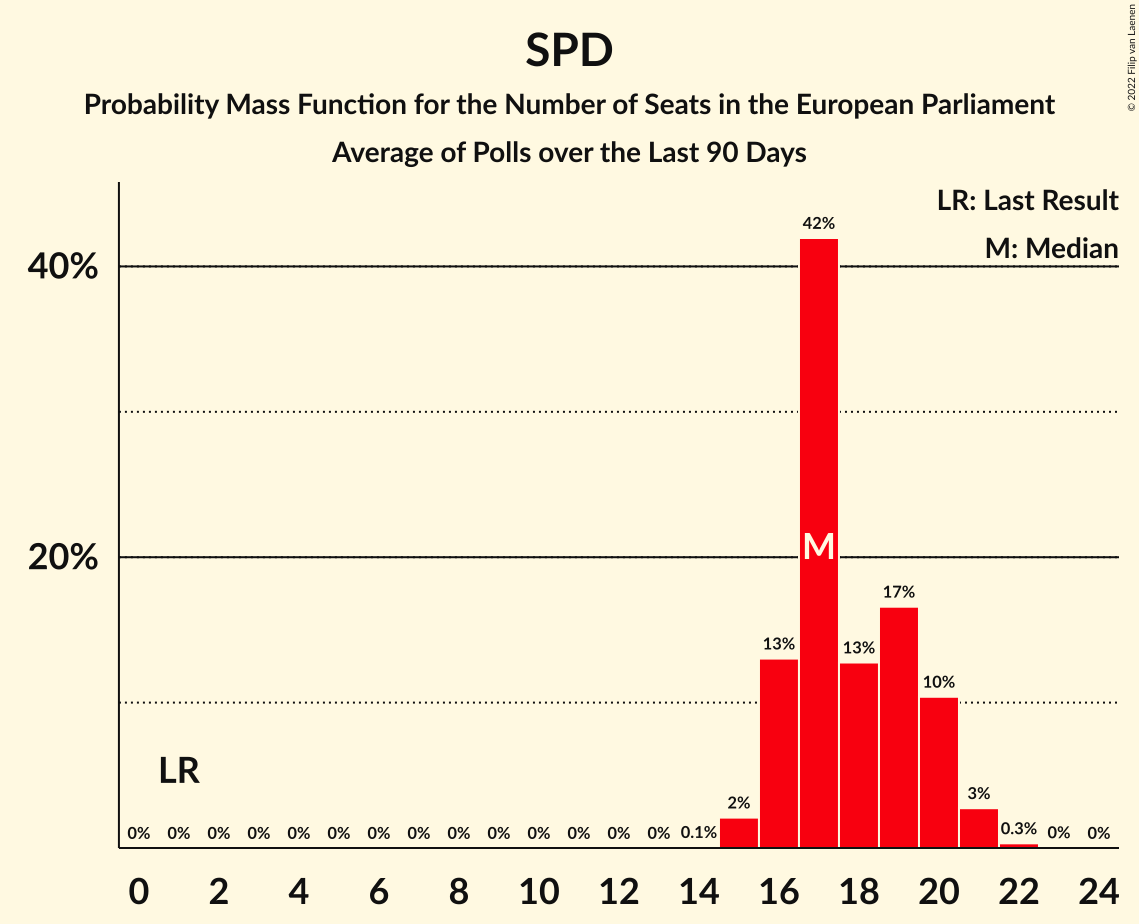 SPD
Probability Mass Function for the Number of Seats in the European Parliament
Average of Polls over the Last 90 Days
© 2022 Filip van Laenen
LR: Last Result
M: Median
42%
40%
M
20%
17%
13%
13%
10%
LR
3%
2%
0% 0% 0% 0% 0% 0% 0% 0% 0% 0% 0% 0% 0% 0% 0.1% 0.3% 0% 0%
0 2 4 6 8 10 12 14 16 18 20 22 24